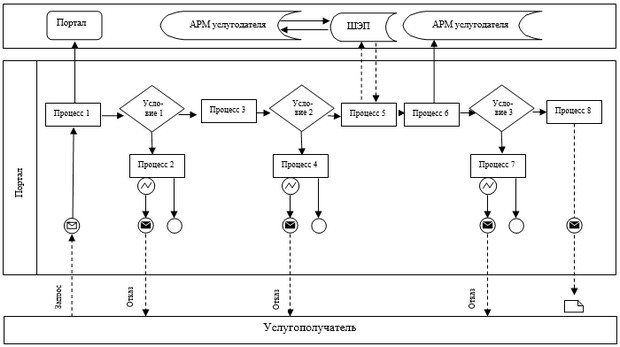 Портал
АРМ услугодателя
ШЭП
АРМ услугодателя
Портал
Процесс 1
Усло-
вие 1
Процесс 3
Усло-
вие 2
Процесс 5
Процесс 6
Усло-
вие 3
Процесс 8
Процесс 2
Процесс 4
Процесс 7
Запрос
Отказ
Отказ
Отказ
Услугополучатель